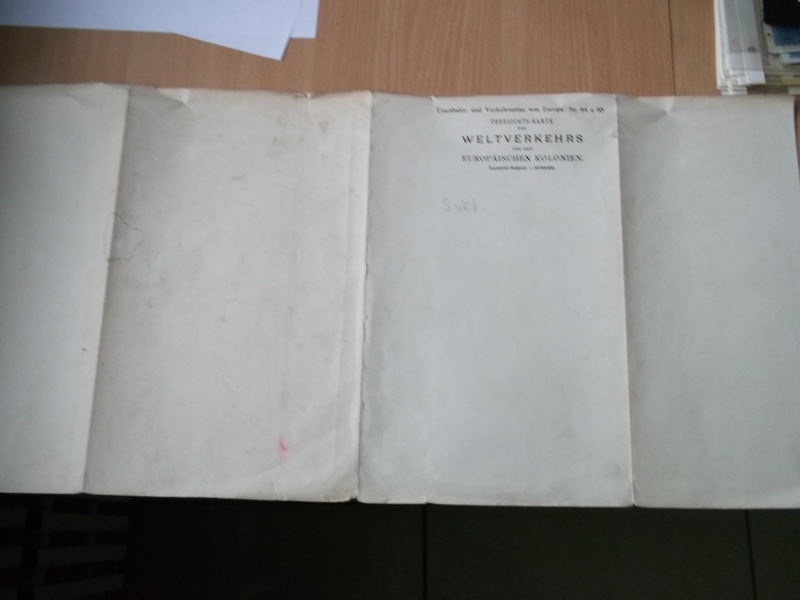 Eisenbahn- und Verkehrsatlas von Europa Nr. 84 u 85
ÜBERSICHTS-KARTE
DES
WELTVERKEHRS
UND DER
EUROPÄISCHEN KOLONIEN.
Svět